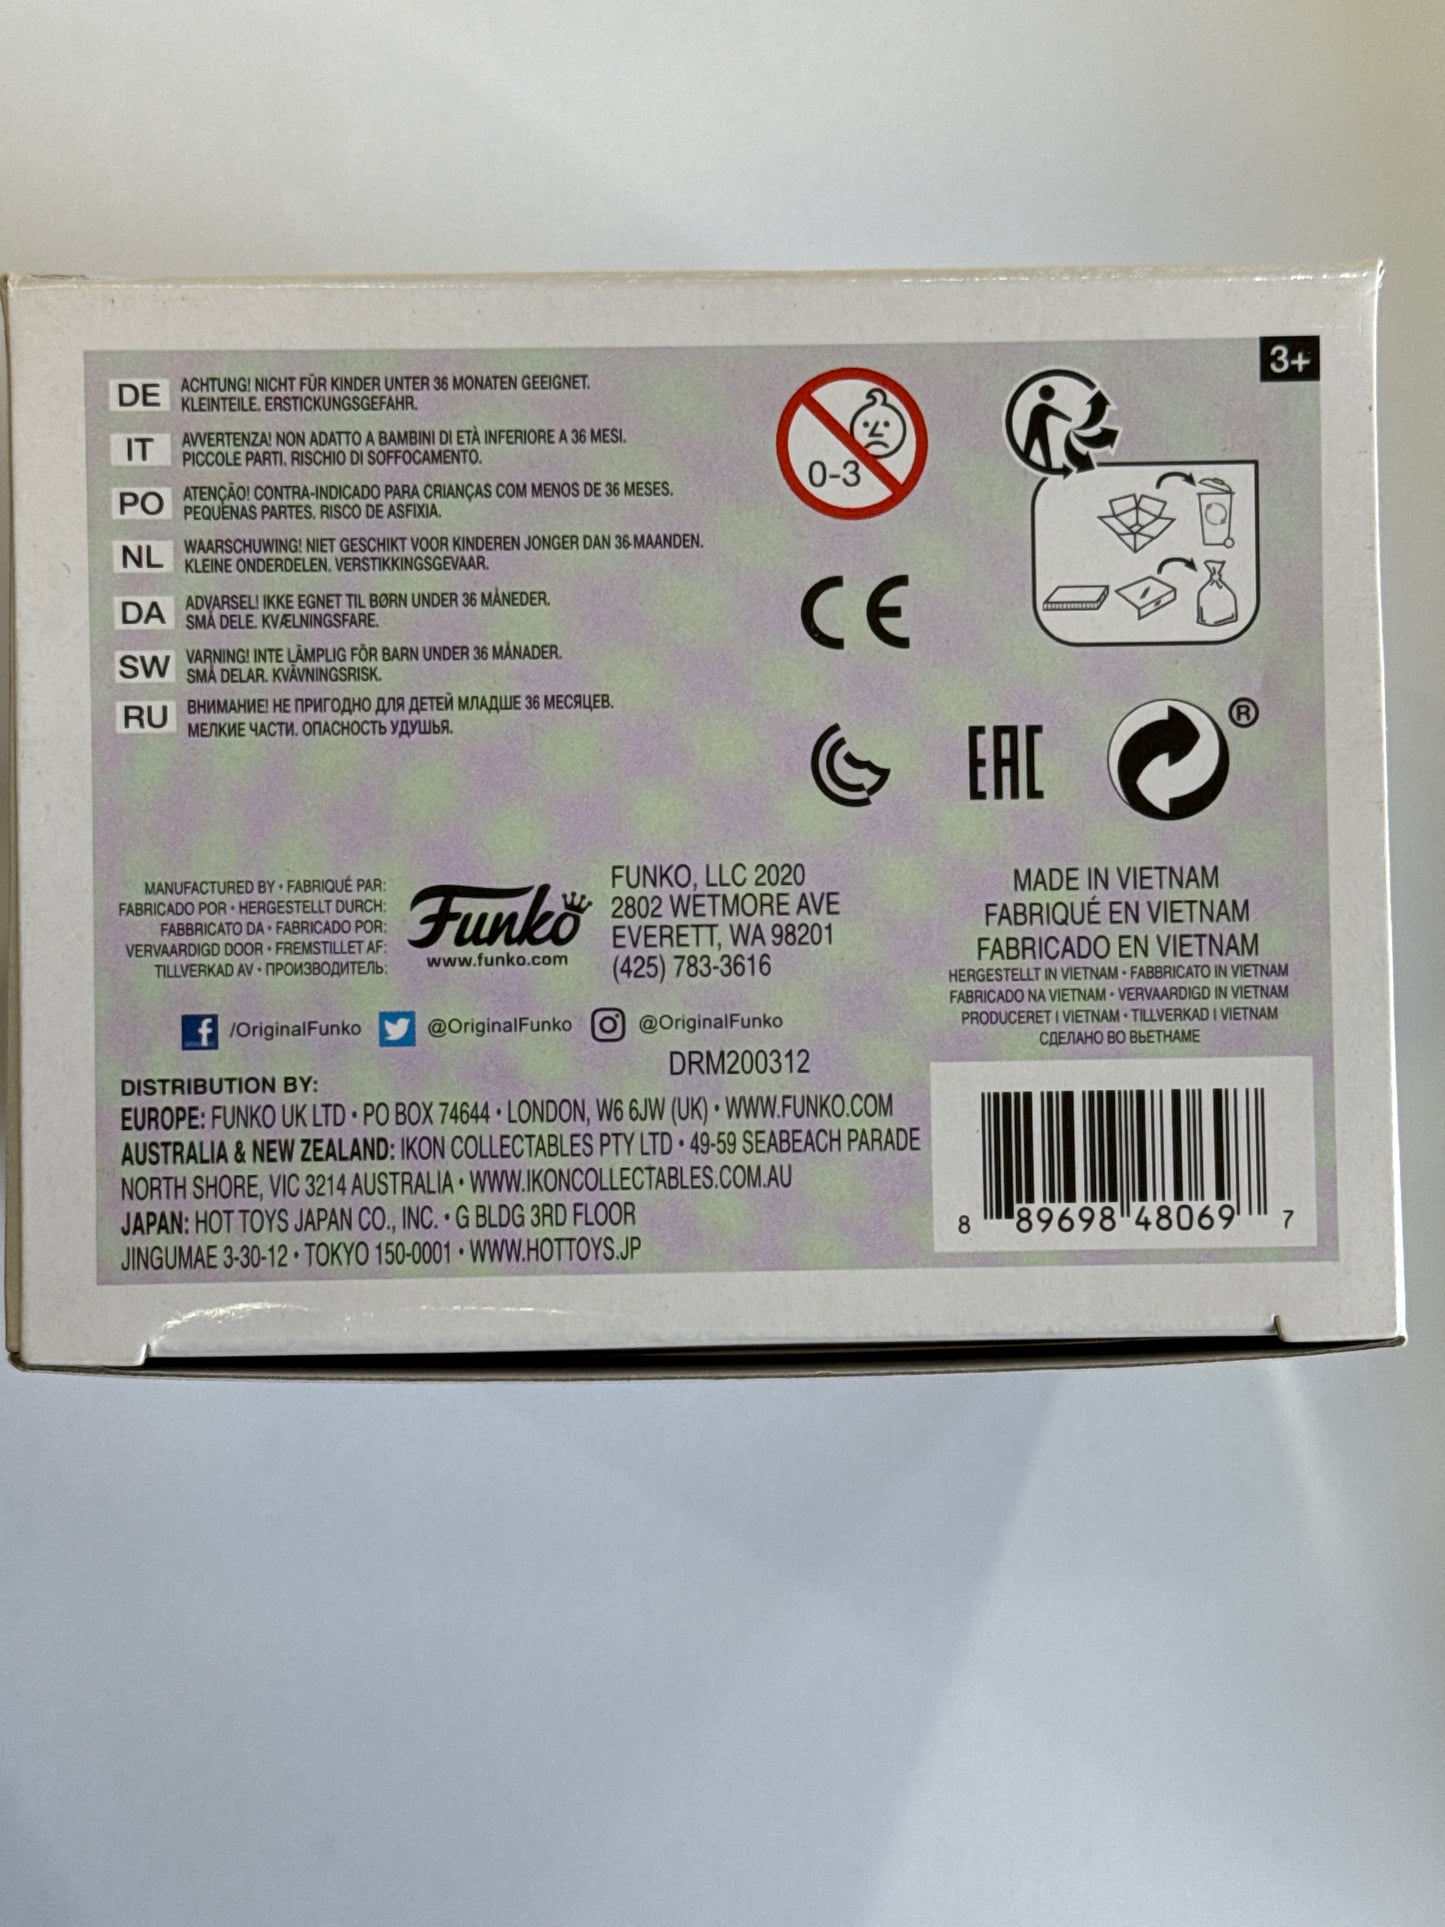 3+
DE ACHTUNG! NICHT FÜR KINDER UNTER 36 MONATEN GEEIGNET.
KLEINTEILE. ERSTICKUNGSGEFAHR.
IT AVVERTENZA! NON ADATTO A BAMBINI DI ETÀ INFERIORE A 36 MESI.
PICCOLE PARTI. RISCHIO DI SOFFOCAMENTO.
PO ATENÇÃO! CONTRA-INDICADO PARA CRIANÇAS COM MENOS DE 36 MESES.
PEQUENAS PARTES. RISCO DE ASFIXIA.
NL WAARSCHUWING! NIET GESCHIKT VOOR KINDEREN JONGER DAN 36 MAANDEN.
KLEINE ONDERDELEN. VERSTIKKINGSGEVAAR.
DA ADVARSEL! IKKE EGNET TIL BØRN UNDER 36 MÅNEDER.
SMÅ DELE. KVÆLNINGSFARE.
SW VARNING! INTE LÄMPLIG FÖR BARN UNDER 36 MÅNADER.
SMÅ DELAR. KVÄVNINGSRISK.
RU ВНИМАНИЕ! НЕ ПРИГОДНО ДЛЯ ДЕТЕЙ МЛАДШЕ 36 МЕСЯЦЕВ.
МЕЛКИЕ ЧАСТИ. ОПАСНОСТЬ УДУШЬЯ.
0-3
CE
EAC
®
MANUFACTURED BY • FABRIQUÉ PAR:
FABRICADO POR • HERGESTELLT DURCH:
FABBRICATO DA • FABRICADO POR:
VERVAARDIGD DOOR • FREMSTILLET AF:
TILLVERKAD AV • ПРОИЗВОДИТЕЛЬ:
Funko
www.funko.com
FUNKO, LLC 2020
2802 WETMORE AVE
EVERETT, WA 98201
(425) 783-3616
MADE IN VIETNAM
FABRIQUÉ EN VIETNAM
FABRICADO EN VIETNAM
HERGESTELLT IN VIETNAM • FABBRICATO IN VIETNAM
FABRICADO NA VIETNAM • VERVAARDIGD IN VIETNAM
PRODUCERET I VIETNAM • TILLVERKAD I VIETNAM
СДЕЛАНО ВО ВЬЕТНАМЕ
/OriginalFunko @OriginalFunko @OriginalFunko
DRM200312
DISTRIBUTION BY:
EUROPE: FUNKO UK LTD • PO BOX 74644 • LONDON, W6 6JW (UK) • WWW.FUNKO.COM
AUSTRALIA & NEW ZEALAND: IKON COLLECTABLES PTY LTD • 49-59 SEABEACH PARADE
NORTH SHORE, VIC 3214 AUSTRALIA • WWW.IKONCOLLECTABLES.COM.AU
JAPAN: HOT TOYS JAPAN CO., INC. • G BLDG 3RD FLOOR
JINGUMAE 3-30-12 • TOKYO 150-0001 • WWW.HOTTOYS.JP
8 89698 48069 7